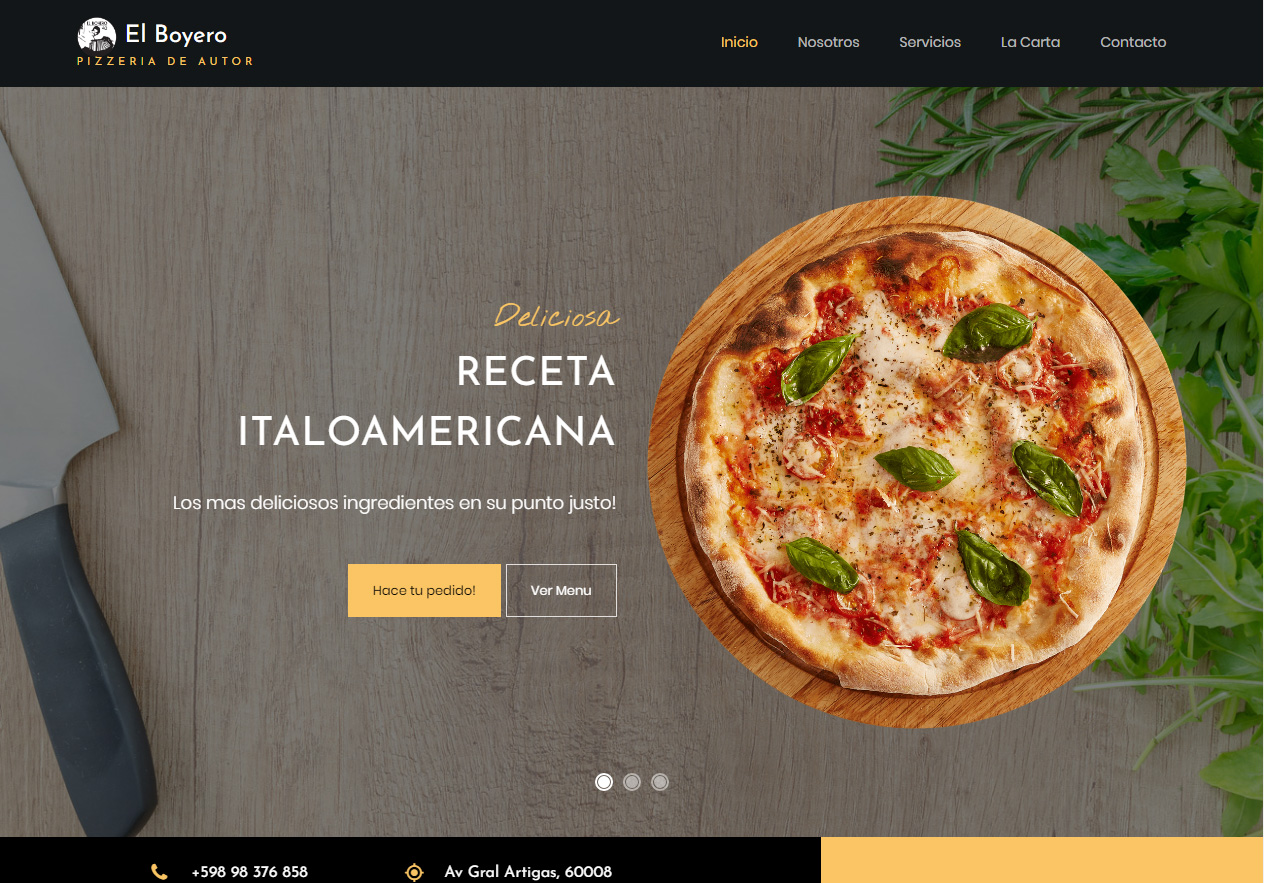 El Boyero
PIZZERIA DE AUTOR
Inicio Nosotros Servicios La Carta Contacto
Deliciosa
RECETA
ITALOAMERICANA
Los mas deliciosos ingredientes en su punto justo!
Hace tu pedido! Ver Menu
+598 98 376 858 Av Gral Artigas, 60008